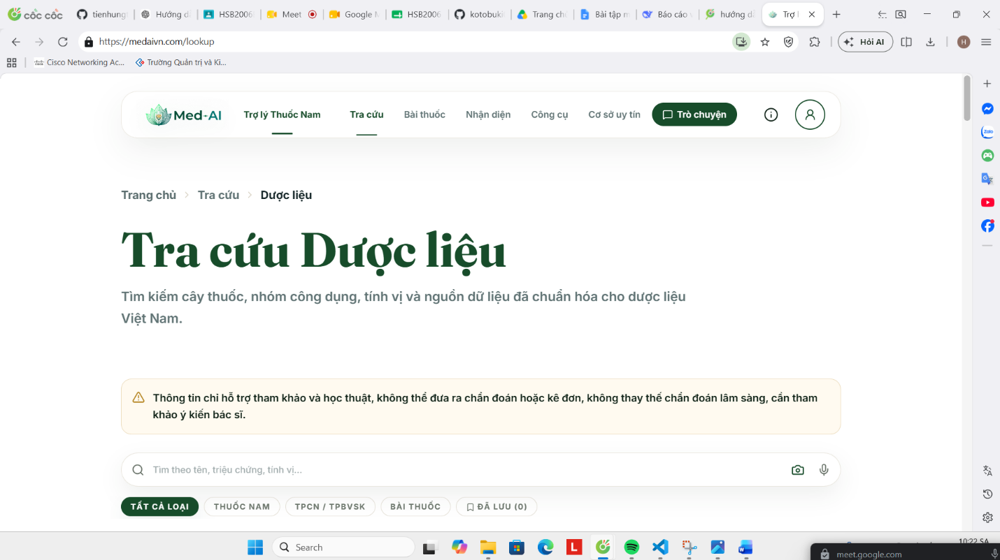 cốc cốc
tienhung
Hướng d
HSB2006
Meet
Google M
HSB2006
kotobuki
Trang ch
Bài tập m
Báo cáo
hướng d
Trợ l
https://medaivn.com/lookup
Hỏi AI
H
Cisco Networking Ac...
Trường Quản trị và Ki...
Med-AI
Trợ lý Thuốc Nam
Tra cứu
Bài thuốc
Nhận diện
Công cụ
Cơ sở uy tín
Trò chuyện
Trang chủ > Tra cứu > Dược liệu
Tra cứu Dược liệu
Tìm kiếm cây thuốc, nhóm công dụng, tính vị và nguồn dữ liệu đã chuẩn hóa cho dược liệu
Việt Nam.
Thông tin chỉ hỗ trợ tham khảo và học thuật, không thể đưa ra chẩn đoán hoặc kê đơn, không thay thế chẩn đoán lâm sàng, cần tham
khảo ý kiến bác sĩ.
Tìm theo tên, triệu chứng, tính vị...
TẤT CẢ LOẠI
THUỐC NAM
TPCN / TPBVSK
BÀI THUỐC
ĐÃ LƯU (0)
Zalo
Search
L
10:22 SA
meet.google.com